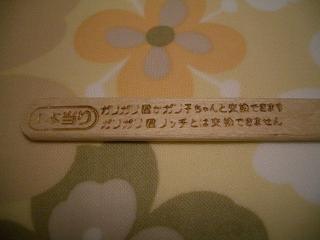 一本当り
ガリガリ君かガリ子ちゃんと交換できます
ガリガリ君リッチとは交換できません